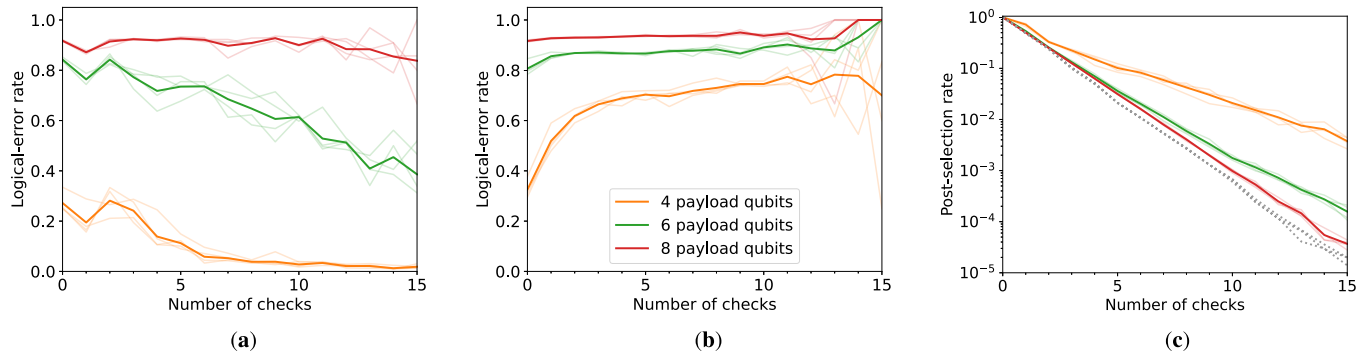 1.0
0.8
0.6
0.4
0.2
0.0
Logical-error rate
0 5 10 15
Number of checks
(a)
1.0
0.8
0.6
0.4
0.2
0.0
Logical-error rate
4 payload qubits
6 payload qubits
8 payload qubits
0 5 10 15
Number of checks
(b)
10^0
10^-1
10^-2
10^-3
10^-4
10^-5
Post-selection rate
0 5 10 15
Number of checks
(c)